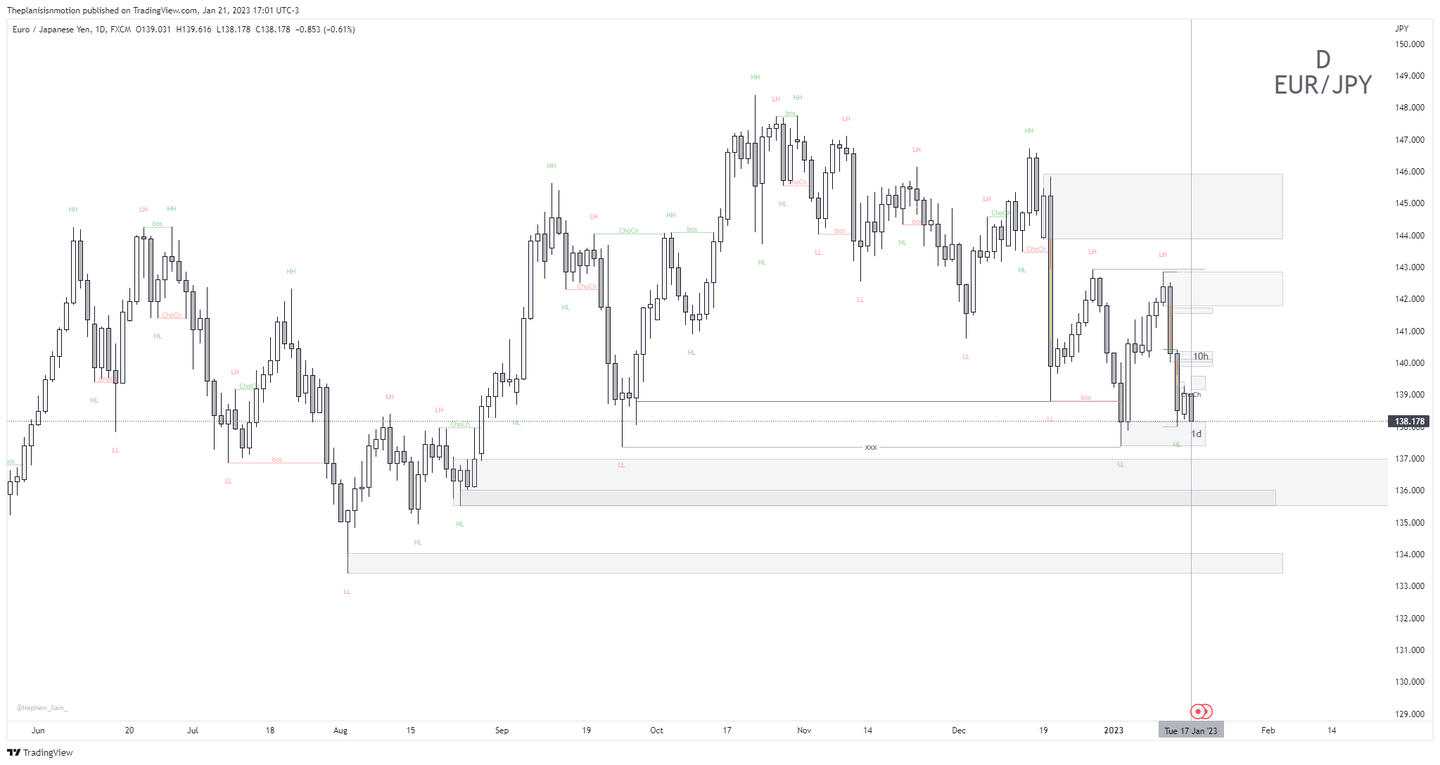 Theplanisisnmotion published on TradingView.com, Jan 21, 2023 17:01 UTC-3
Euro / Japanese Yen, 1D, FXCM O139.031 H139.616 L138.178 C138.178 −0.853 (−0.61%)
JPY
D
EUR/JPY
150.000
149.000
148.000
147.000
146.000
145.000
144.000
143.000
142.000
141.000
140.000
139.000
138.178
138.000
137.000
136.000
135.000
134.000
133.000
132.000
131.000
130.000
129.000
HH
LH HH
LH
HH
HH
LH
LH
HH
LH
bos
HH
LH
HH
LH
LH
bos
ChoCh
bos
ChoCh
bos
bos
ChoCh
HL
HL
HL
LL
HL
HL
ChoCh
ChoCh
HL
HL
LL
LL
LL
HL
10h
ChoCh
HH
LH
ChoCh
LH
LH
ChoCh
bos
LL
bos
LL
1d
HL
xxx
LL
LL
HL
HL
HL
LL
LL
@Nephew_Sam_
Jun 20 Jul 18 Aug 15 Sep 19 Oct 17 Nov 14 Dec 19 2023 Tue 17 Jan '23 Feb 14
TradingView